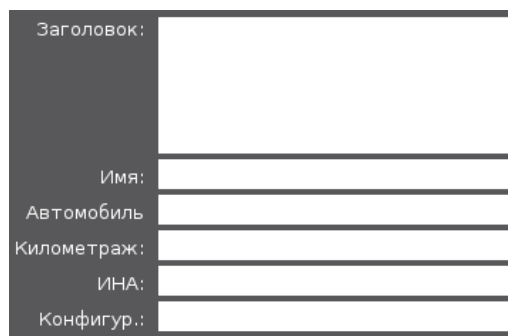 Заголовок:
Имя:
Автомобиль
Километраж:
ИНА:
Конфигур.: